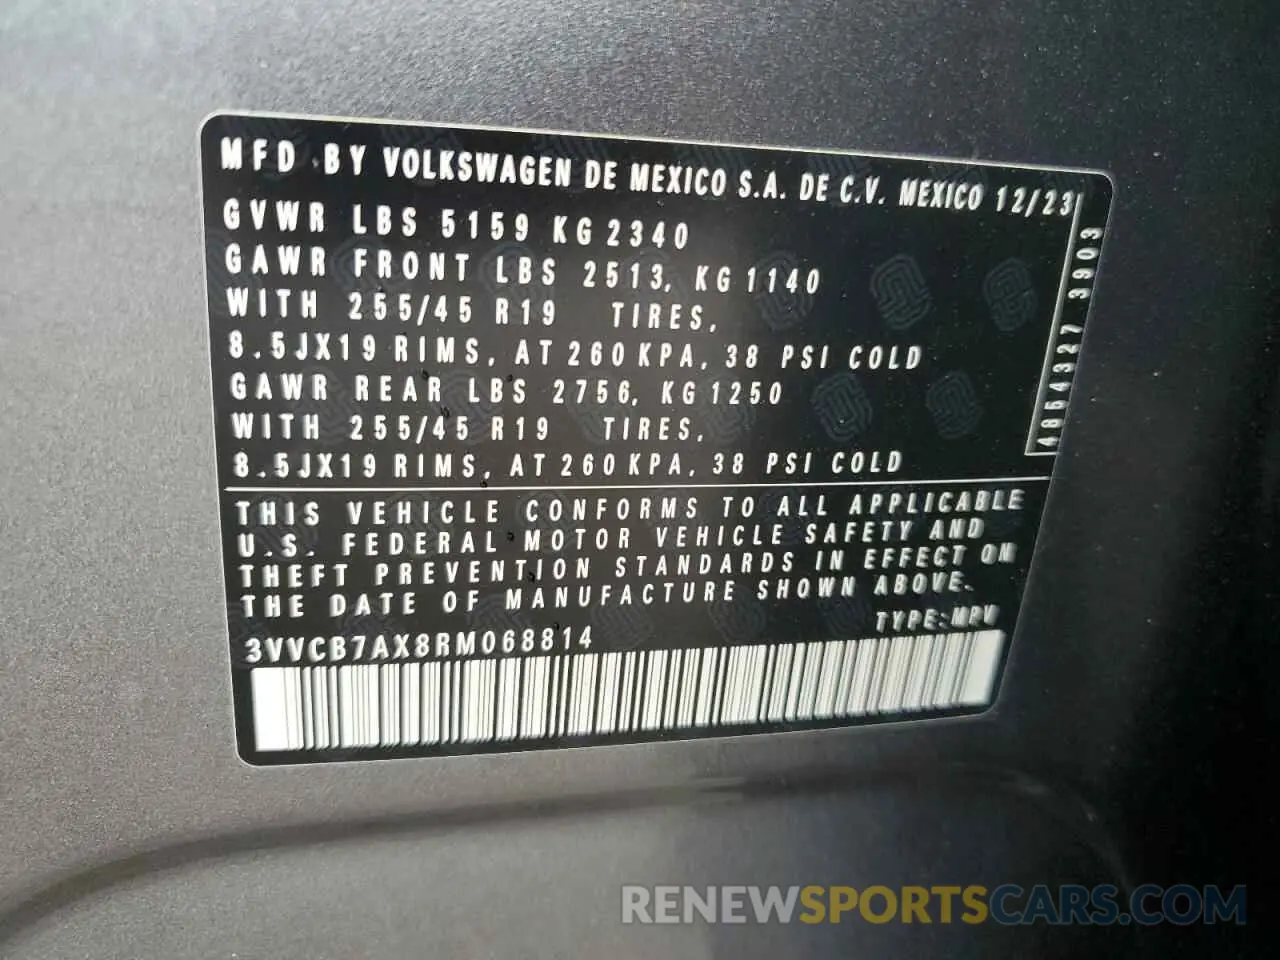 MFD BY VOLKSWAGEN DE MEXICO S.A. DE C.V. MEXICO 12/23
GVWR LBS 5159 KG 2340
GAWR FRONT LBS 2513, KG 1140
WITH 255/45 R19 TIRES,
8.5JX19 RIMS, AT 260 KPA, 38 PSI COLD
GAWR REAR LBS 2756, KG 1250
WITH 255/45 R19 TIRES,
8.5JX19 RIMS, AT 260 KPA, 38 PSI COLD
4854327 3903
THIS VEHICLE CONFORMS TO ALL APPLICABLE
U.S. FEDERAL MOTOR VEHICLE SAFETY AND
THEFT PREVENTION STANDARDS IN EFFECT ON
THE DATE OF MANUFACTURE SHOWN ABOVE.
TYPE: MPV
3VVCB7AX8RM068814
RENEWSPORTSCARS.COM